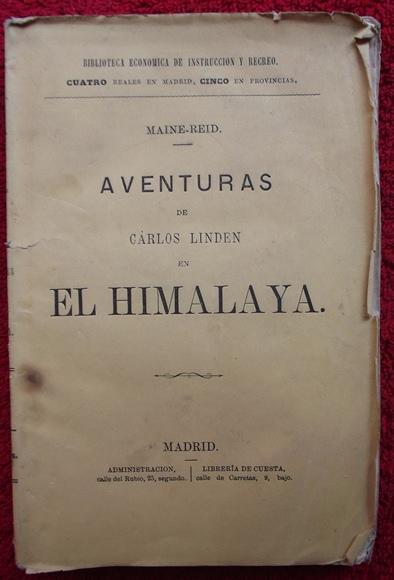 BIBLIOTECA ECONOMICA DE INSTRUCCION Y RECREO.
CUATRO REALES EN MADRID, CINCO EN PROVINCIAS.
MAINE-REID.
AVENTURAS
DE
CÁRLOS LINDEN
EN
EL HIMALAYA.
MADRID.
ADMINISTRACION,
calle del Rubio, 25, segundo.
LIBRERÍA DE CUESTA,
calle de Carretas, 9, bajo.